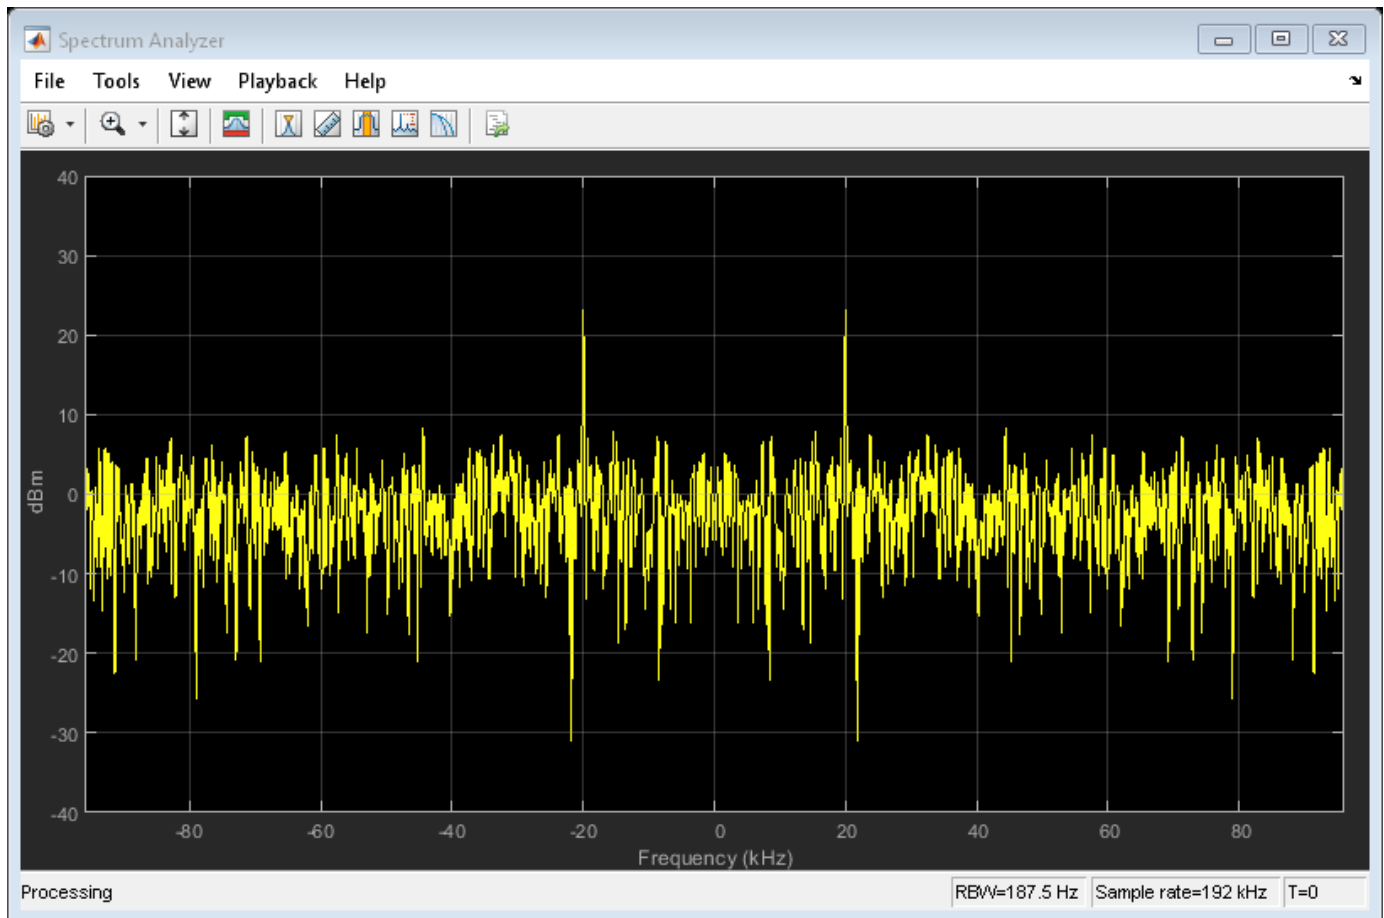 Spectrum Analyzer
File Tools View Playback Help
40
30
20
10
0
-10
-20
-30
-40
dBm
-80 -60 -40 -20 0 20 40 60 80
Frequency (kHz)
Processing RBW=187.5 Hz Sample rate=192 kHz T=0